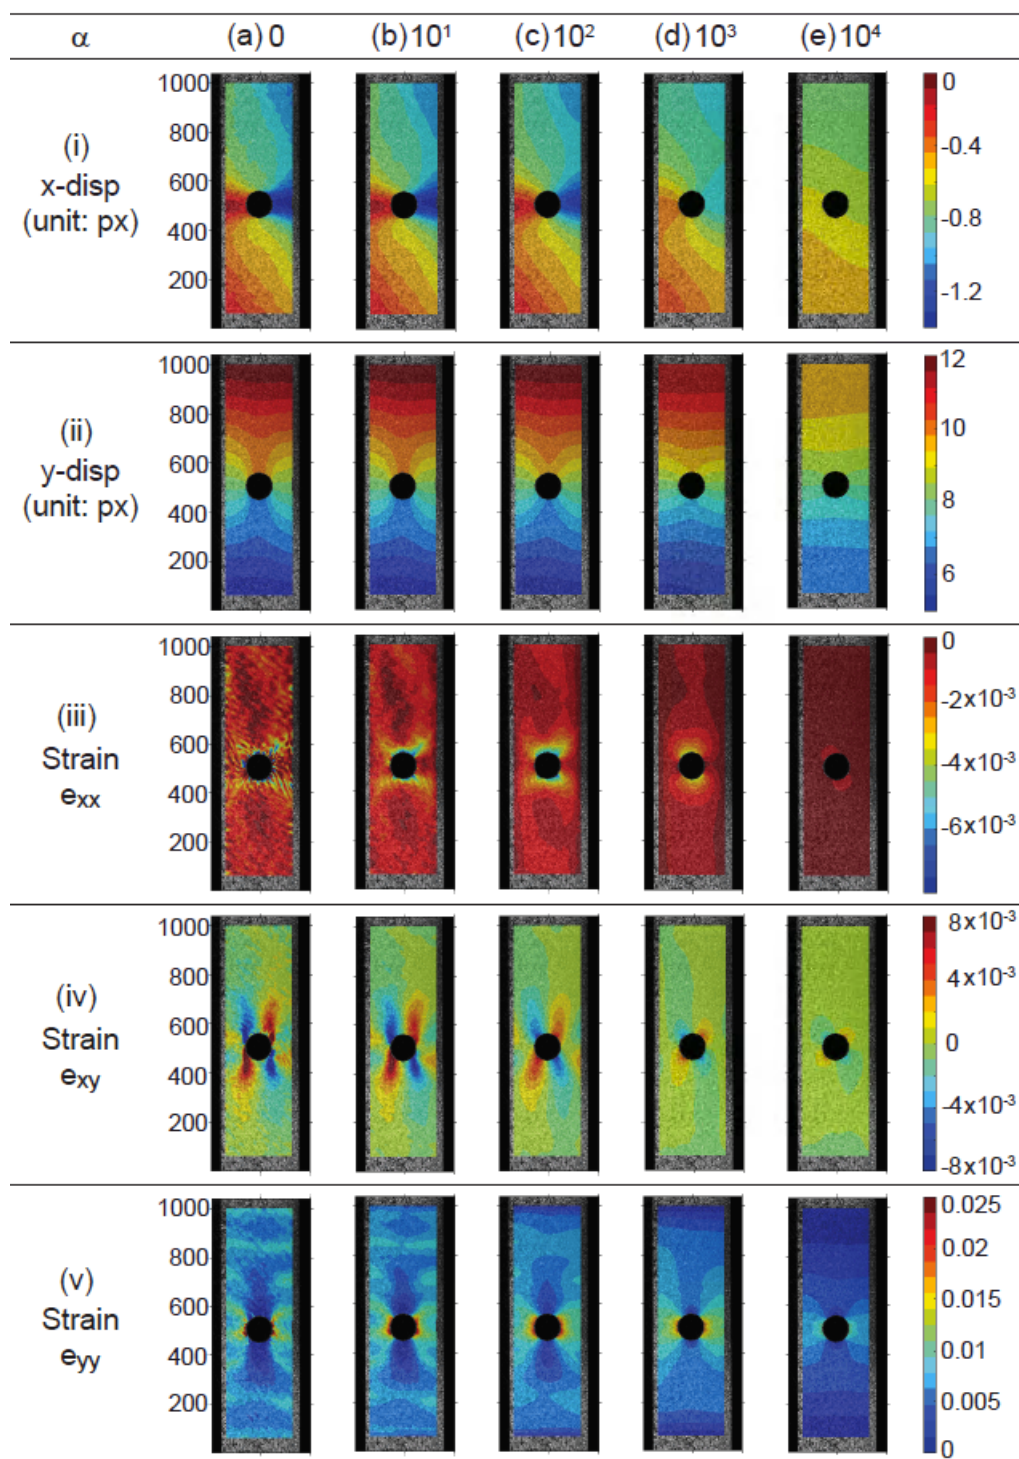 α (a) 0 (b) 10¹ (c) 10² (d) 10³ (e) 10⁴
1000 0
800
(i) -0.4
x-disp 600
(unit: px) -0.8
400
200 -1.2
1000 12
800
(ii) 10
y-disp 600
(unit: px) 8
400
200 6
1000 0
800 -2x10⁻³
(iii)
Strain 600 -4x10⁻³
exx 400
-6x10⁻³
200
1000 8x10⁻³
800 4x10⁻³
(iv)
Strain 600 0
exy 400
-4x10⁻³
200
-8x10⁻³
1000 0.025
800 0.02
(v)
Strain 600 0.015
eyy 400 0.01
200 0.005
0